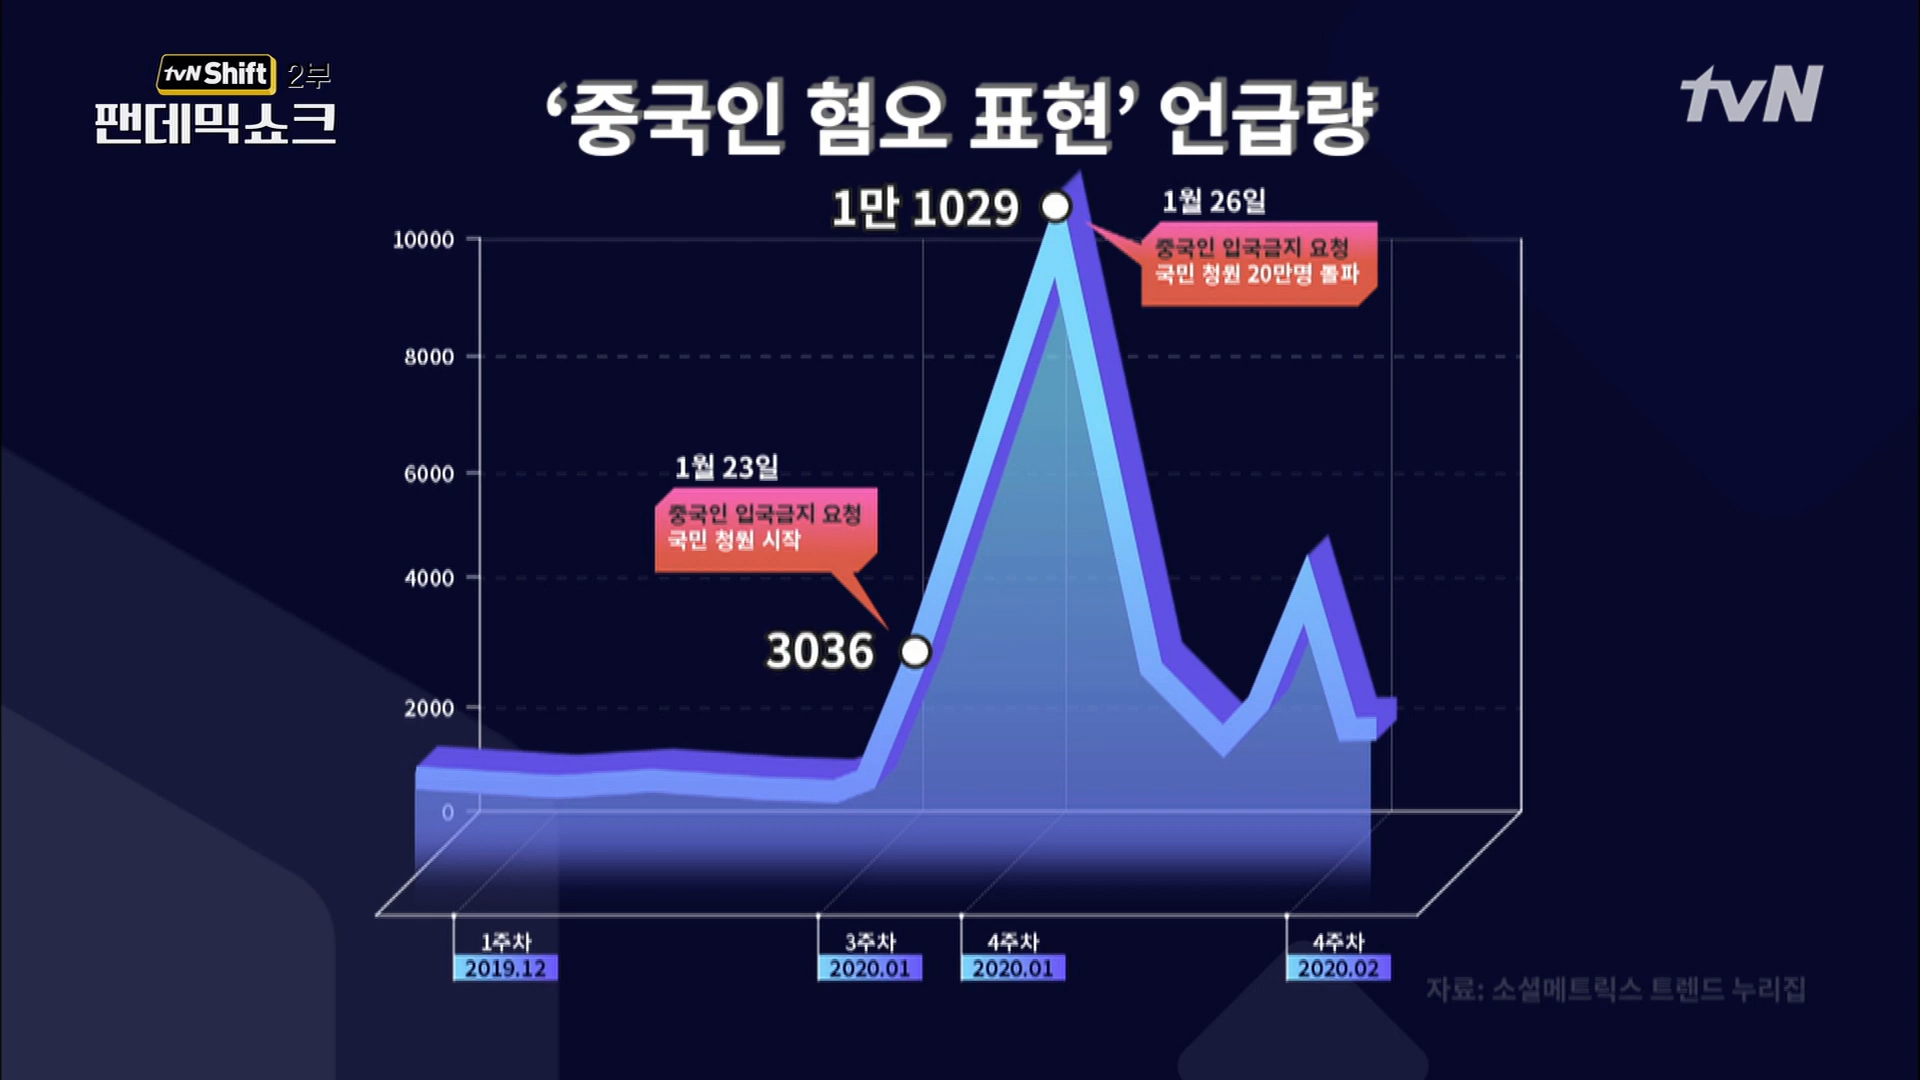 tvN Shift 2부
팬데믹쇼크
‘중국인 혐오 표현’ 언급량
tvN
1만 1029
1월 26일
중국인 입국금지 요청
국민 청원 20만명 돌파
10000
8000
6000
4000
2000
0
1월 23일
중국인 입국금지 요청
국민 청원 시작
3036
1주차
2019.12
3주차
2020.01
4주차
2020.01
4주차
2020.02
자료: 소셜메트릭스 트렌드 누리집